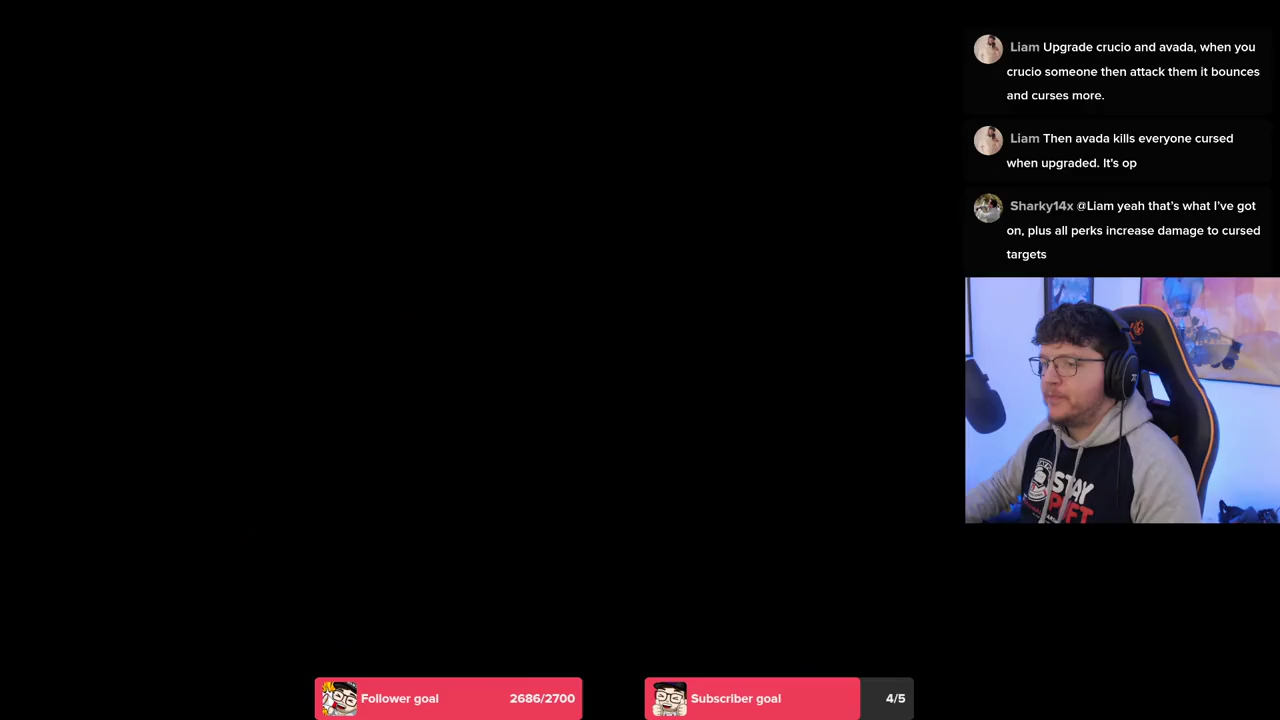 Liam Upgrade crucio and avada, when you
crucio someone then attack them it bounces
and curses more.
Liam Then avada kills everyone cursed
when upgraded. It's op
Sharky14x @Liam yeah that’s what I’ve got
on, plus all perks increase damage to cursed
targets
STAY
Follower goal 2686/2700
Subscriber goal 4/5